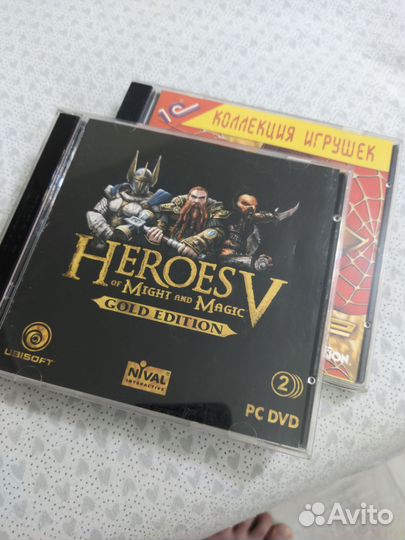 1С
КОЛЛЕКЦИЯ ИГРУШЕК
HEROES V
OF MIGHT AND MAGIC
GOLD EDITION
UBISOFT
NIVAL
INTERACTIVE
2
PC DVD
Avito